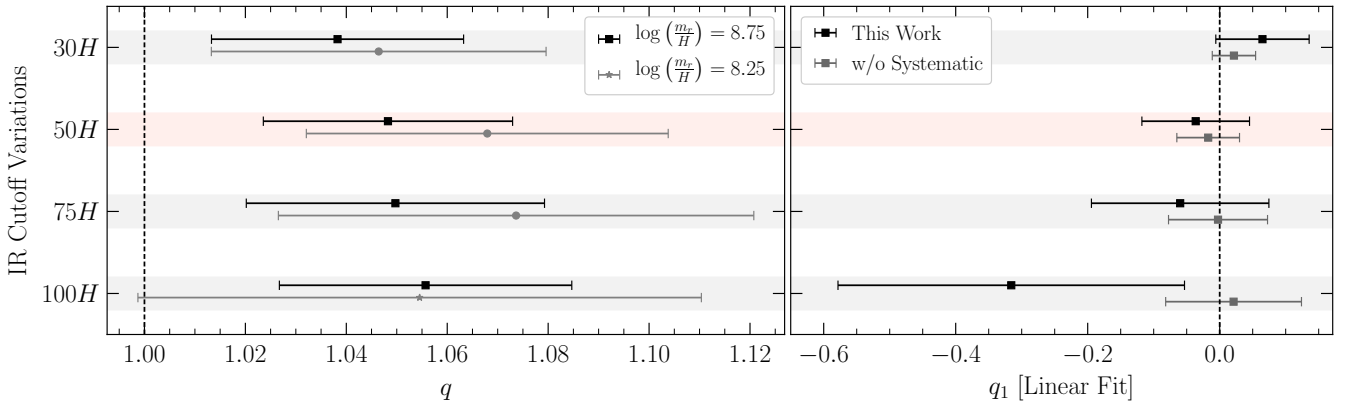 IR Cutoff Variations
30H
50H
75H
100H
log (m_r/H) = 8.75
log (m_r/H) = 8.25
1.00 1.02 1.04 1.06 1.08 1.10 1.12
q
This Work
w/o Systematic
−0.6 −0.4 −0.2 0.0
q₁ [Linear Fit]